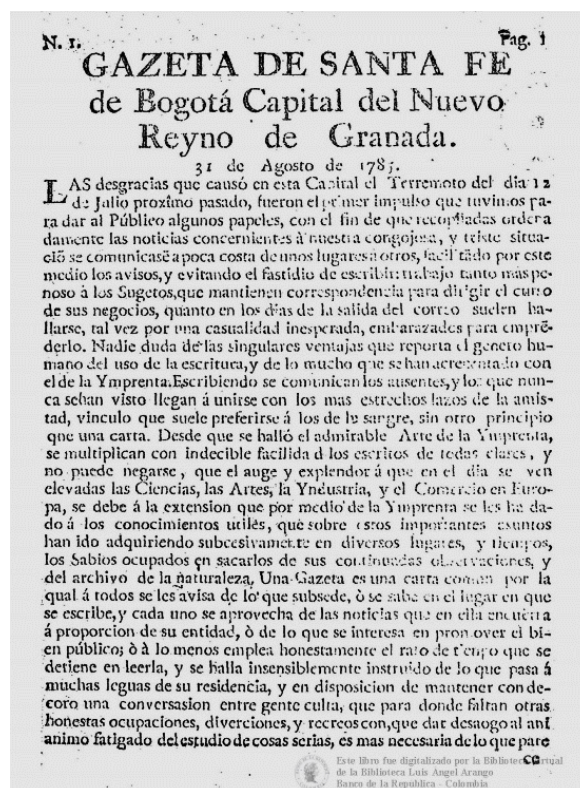 N. 1.
Pag. 1
GAZETA DE SANTA FE
de Bogotá Capital del Nuevo
Reyno de Granada.
31 de Agosto de 1785.
LAS desgracias que causó en esta Capital el Terremoto del dia 12
de Julio proximo pasado, fueron el primer impulso que tuvimos pa-
ra dar al Público algunos papeles, con el fin de que recopiladas ordena
damente las noticias concernientes à nuestra congojosa, y triste situa-
ciõ se comunicasẽ a poca costa de unos lugares à otros, facilitãdo por este
medio los avisos, y evitando el fastidio de escribir: trabajo tanto mas pe-
noso à los Sugetos, que mantienen correspondencia para dirigir el curso
de sus negocios, quanto en los dias de la salida del correo suelen ha-
llarse, tal vez por una casualidad inesperada, embarazados para emprẽ-
derlo. Nadie duda de las singulares ventajas que reporta el genero hu-
mano del uso de la escritura, y de lo mucho que se han acrecentado con
el de la Ymprenta. Escribiendo se comunican los ausentes, y los que nun-
ca sehan visto llegan á unirse con los mas estrechos lazos de la amis-
tad, vinculo que suele preferirse á los de la sangre, sin otro principio
que una carta. Desde que se halló el admirable Arte de la Ymprenta,
se multiplican con indecible facilidad los escritos de todas clases, y
no puede negarse, que el auge y explendor á que en el dia se ven
elevadas las Ciencias, las Artes, la Yndustria, y el Comercio en Euro-
pa, se debe á la extension que por medio de la Ymprenta se les ha da-
do á los conocimientos utiles, que sobre estos importantes asuntos
han ido adquiriendo subcesivamente en diversos lugares, y tiempos,
los Sabios ocupados en sacarlos de sus continuadas observaciones, y
del archivo de la naturaleza, Una Gazeta es una carta comun por la
qual á todos se les avisa de lo que subsede, ò se sabe en el lugar en que
se escribe, y cada uno se aprovecha de las noticias que en ella encuẽtra
á proporcion de su entidad, ò de lo que se interesa en promover el bi-
en público; ò à lo menos emplea honestamente el rato de tiẽpo que se
detiene en leerla, y se halla insensiblemente instruido de lo que pasa á
muchas leguas de su residencia, y en disposicion de mantener con de-
coro una conversasion entre gente culta, que para donde faltan otras
honestas ocupaciones, diverciones, y recreos con, que dar desaogo al ani
animo fatigado del estudio de cosas serias, es mas necesaria de lo que pare
ce
Este libro fue digitalizado por la Biblioteca Virtual
de la Biblioteca Luis Angel Arango
Banco de la República - Colombia